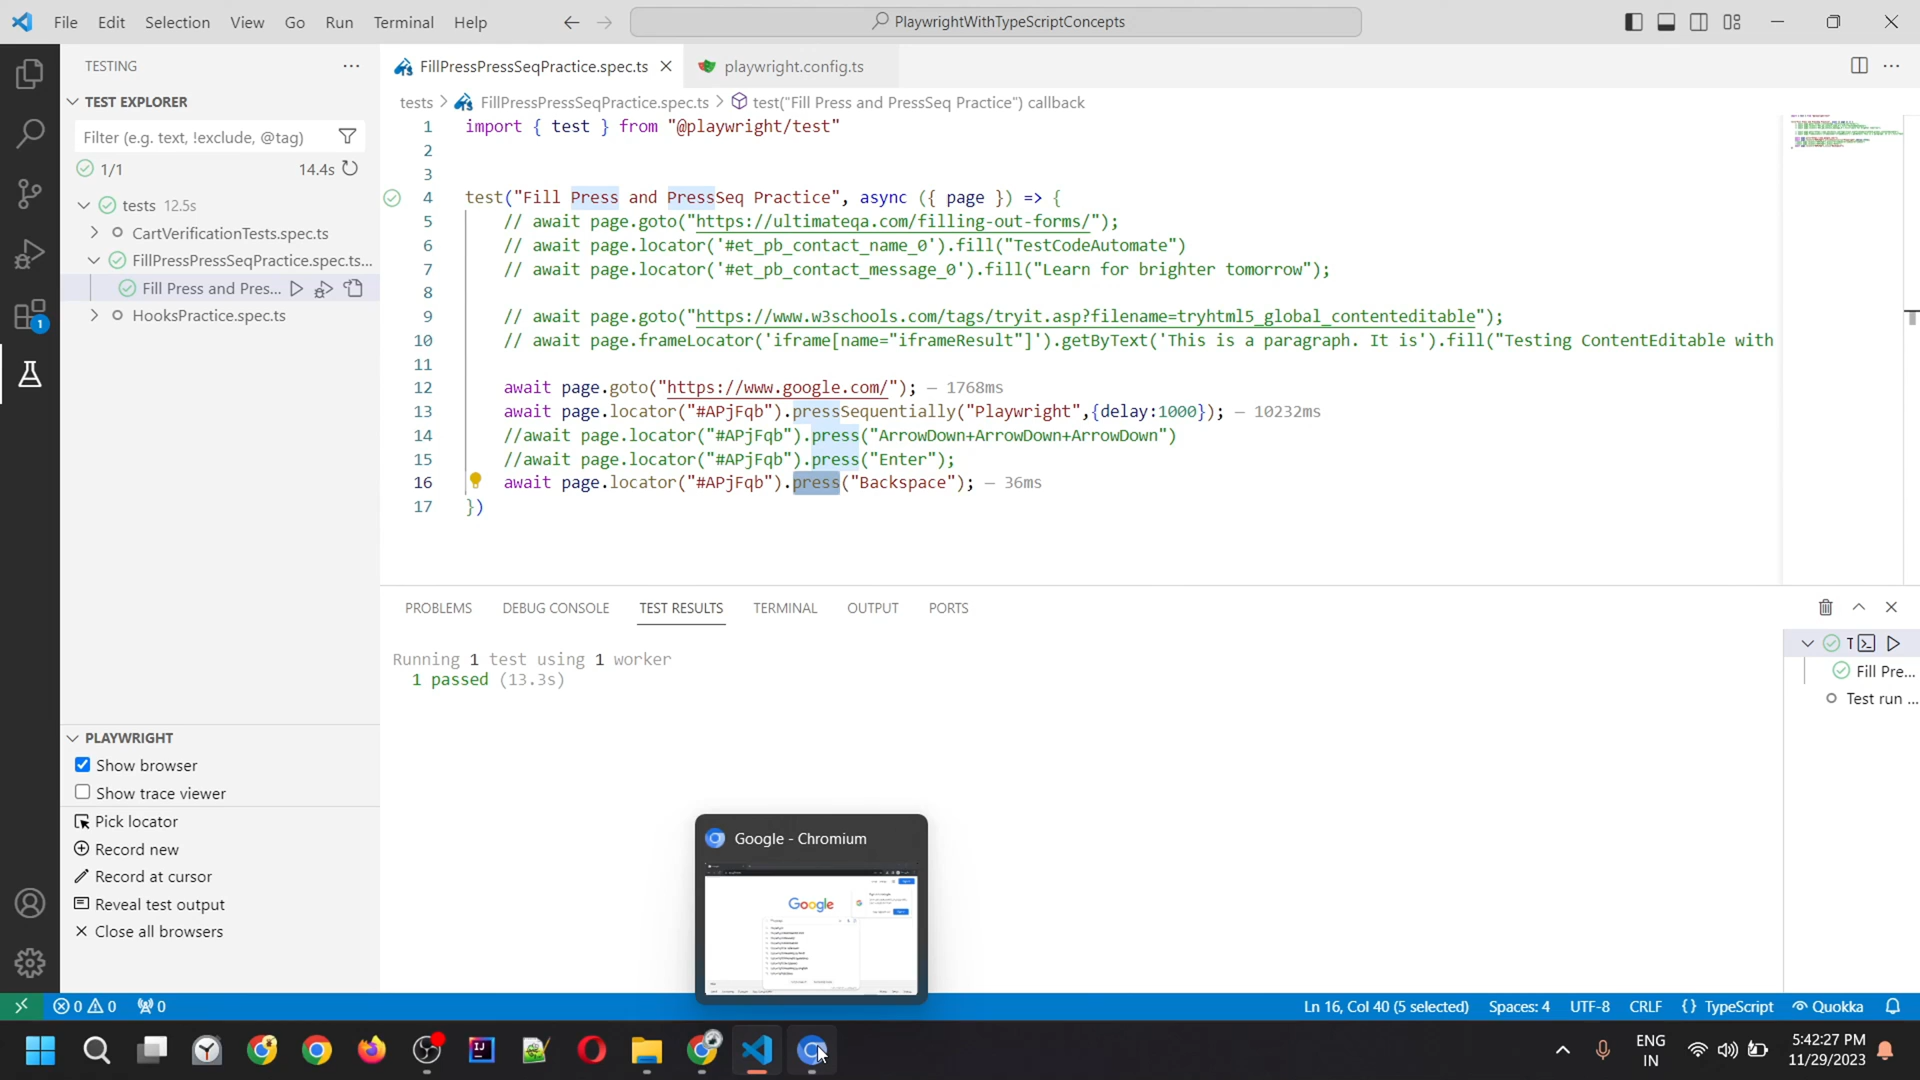 File Edit Selection View Go Run Terminal Help
PlaywrightWithTypeScriptConcepts
TESTING
TEST EXPLORER
Filter (e.g. text, !exclude, @tag)
1/1 14.4s
tests 12.5s
CartVerificationTests.spec.ts
FillPressPressSeqPractice.spec.ts...
Fill Press and Pres...
HooksPractice.spec.ts
PLAYWRIGHT
Show browser
Show trace viewer
Pick locator
Record new
Record at cursor
Reveal test output
Close all browsers
FillPressPressSeqPractice.spec.ts
playwright.config.ts
tests > FillPressPressSeqPractice.spec.ts > test("Fill Press and PressSeq Practice") callback
1 import { test } from "@playwright/test"
2
3
4 test("Fill Press and PressSeq Practice", async ({ page }) => {
5 // await page.goto("https://ultimateqa.com/filling-out-forms/");
6 // await page.locator('#et_pb_contact_name_0').fill("TestCodeAutomate")
7 // await page.locator('#et_pb_contact_message_0').fill("Learn for brighter tomorrow");
8
9 // await page.goto("https://www.w3schools.com/tags/tryit.asp?filename=tryhtml5_global_contenteditable");
10 // await page.frameLocator('iframe[name="iframeResult"]').getByText('This is a paragraph. It is').fill("Testing ContentEditable with
11
12 await page.goto("https://www.google.com/"); — 1768ms
13 await page.locator("#APjFqb").pressSequentially("Playwright",{delay:1000}); — 10232ms
14 //await page.locator("#APjFqb").press("ArrowDown+ArrowDown+ArrowDown")
15 //await page.locator("#APjFqb").press("Enter");
16 await page.locator("#APjFqb").press("Backspace"); — 36ms
17 })
PROBLEMS DEBUG CONSOLE TEST RESULTS TERMINAL OUTPUT PORTS
Running 1 test using 1 worker
1 passed (13.3s)
T
Fill Pre...
Test run ...
Google - Chromium
Google
0 0 0
Ln 16, Col 40 (5 selected) Spaces: 4 UTF-8 CRLF {} TypeScript Quokka
1
ENG
IN
5:42:27 PM
11/29/2023